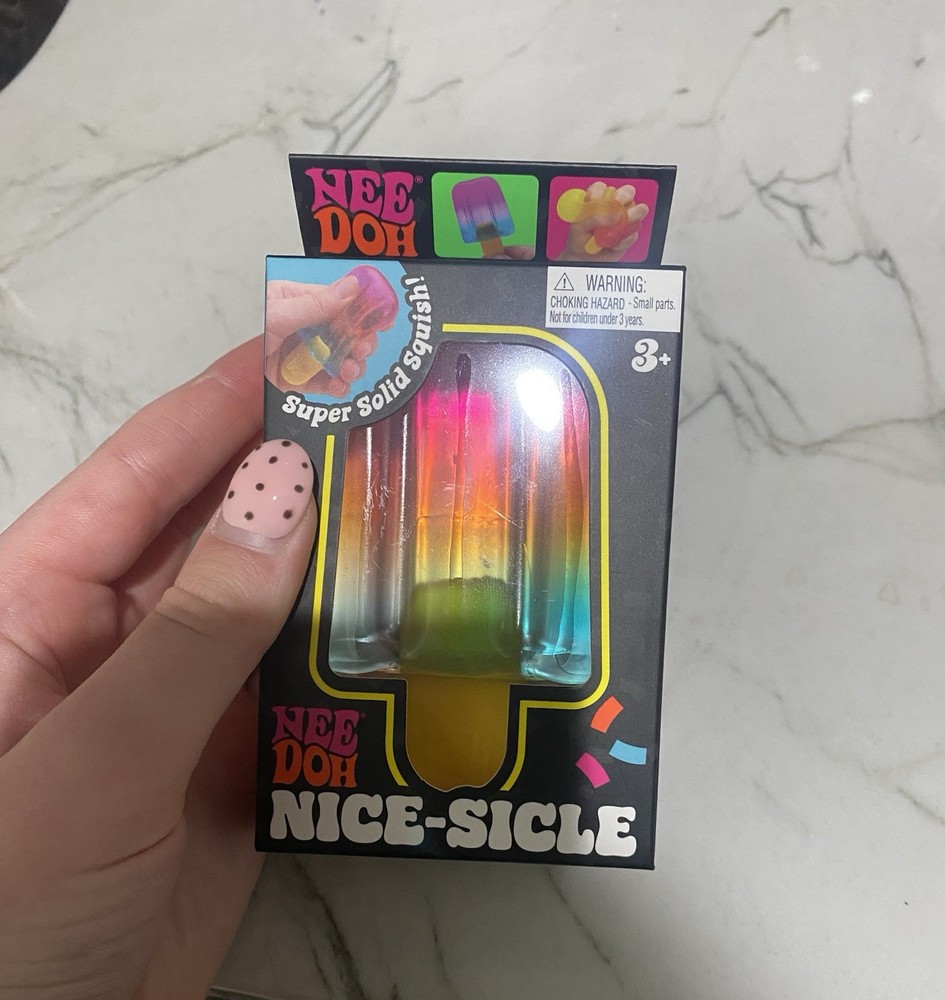 NEE®
DOH
Super Solid Squish!
⚠ WARNING:
CHOKING HAZARD - Small parts.
Not for children under 3 years.
3+
NEE®
DOH
NICE-SICLE